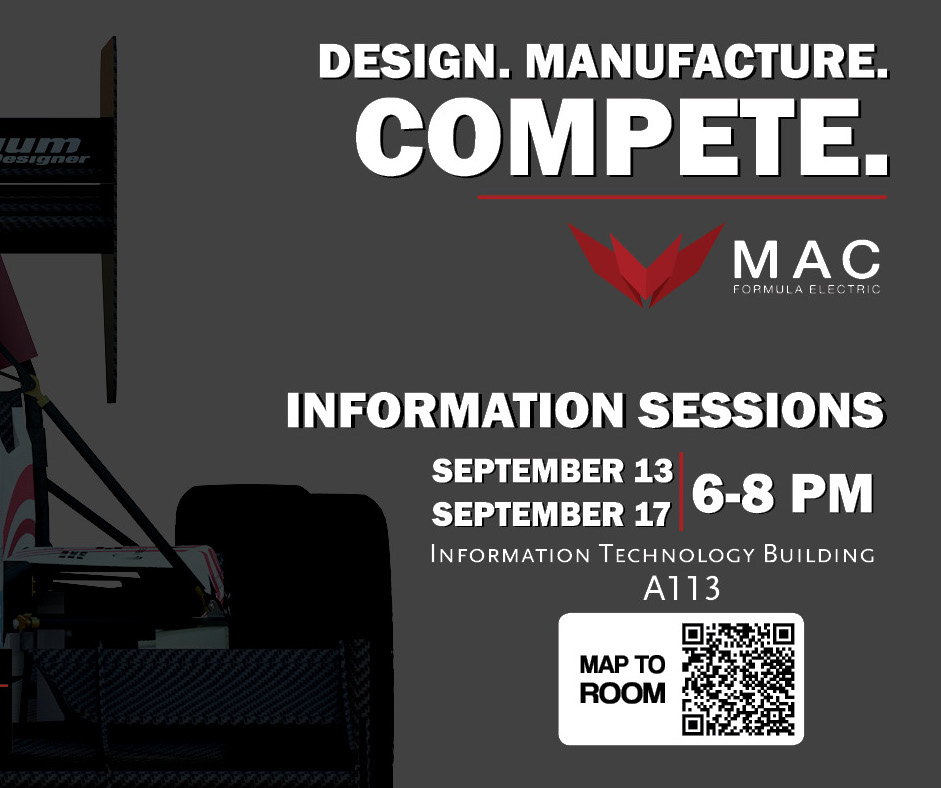 DESIGN. MANUFACTURE.
COMPETE.
MAC
FORMULA ELECTRIC
Designer
INFORMATION SESSIONS
SEPTEMBER 13
SEPTEMBER 17
6-8 PM
INFORMATION TECHNOLOGY BUILDING
A113
MAP TO
ROOM